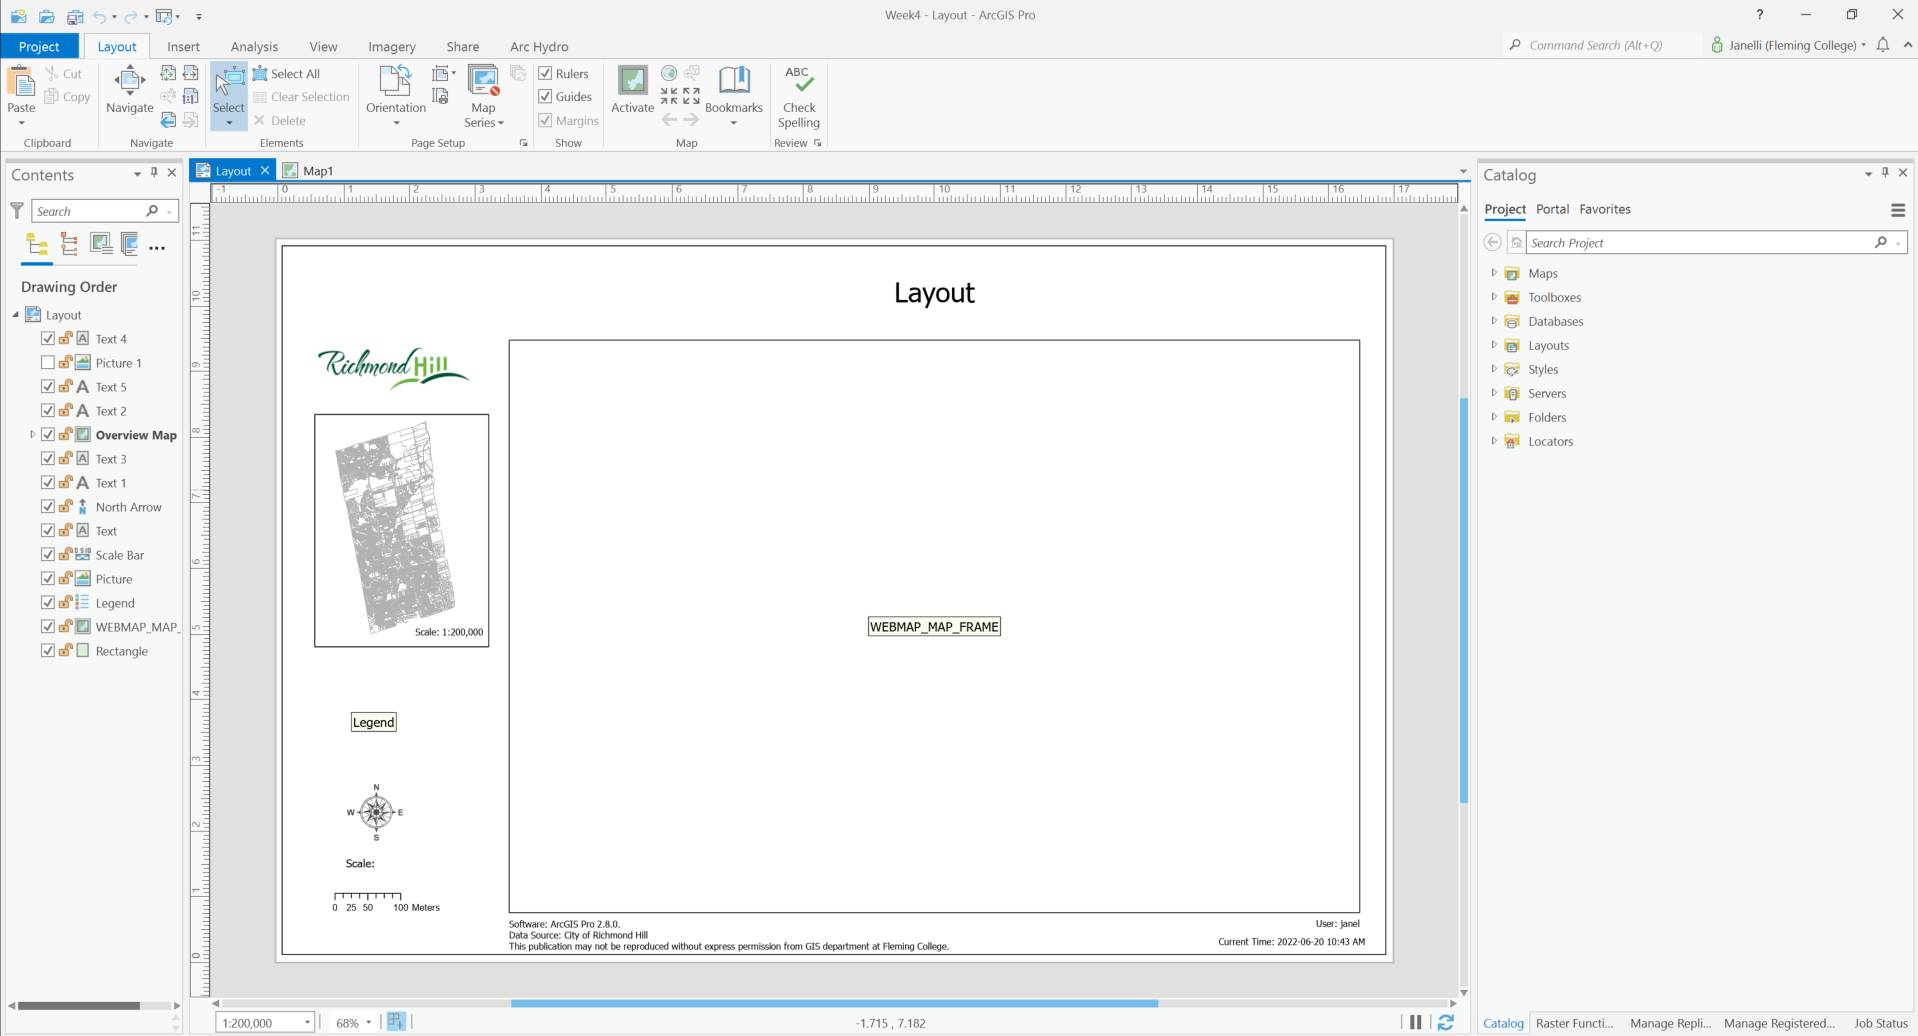 Week4 - Layout - ArcGIS Pro
?
Project
Layout
Insert
Analysis
View
Imagery
Share
Arc Hydro
Command Search (Alt+Q)
Janelli (Fleming College)
Paste
Cut
Copy
Clipboard
Navigate
Navigate
Select
Select All
Clear Selection
Delete
Elements
Orientation
Map
Series
Page Setup
Rulers
Guides
Margins
Show
Activate
Bookmarks
Map
ABC
Check
Spelling
Review
Contents
Search
Drawing Order
Layout
Text 4
Picture 1
Text 5
Text 2
Overview Map
Text 3
Text 1
North Arrow
Text
Scale Bar
Picture
Legend
WEBMAP_MAP_
Rectangle
Layout
Map1
-1 0 1 2 3 4 5 6 7 8 9 10 11 12 13 14 15 16 17
11
10
9
8
7
6
5
4
3
2
1
0
Layout
Richmond Hill
Scale: 1:200,000
WEBMAP_MAP_FRAME
Legend
N
W E
S
Scale:
0 25 50 100 Meters
Software: ArcGIS Pro 2.8.0.
Data Source: City of Richmond Hill
This publication may not be reproduced without express permission from GIS department at Fleming College.
User: janel
Current Time: 2022-06-20 10:43 AM
1:200,000
68%
-1.715 , 7.182
Catalog
Project
Portal
Favorites
Search Project
Maps
Toolboxes
Databases
Layouts
Styles
Servers
Folders
Locators
Catalog
Raster Functi...
Manage Repli...
Manage Registered...
Job Status